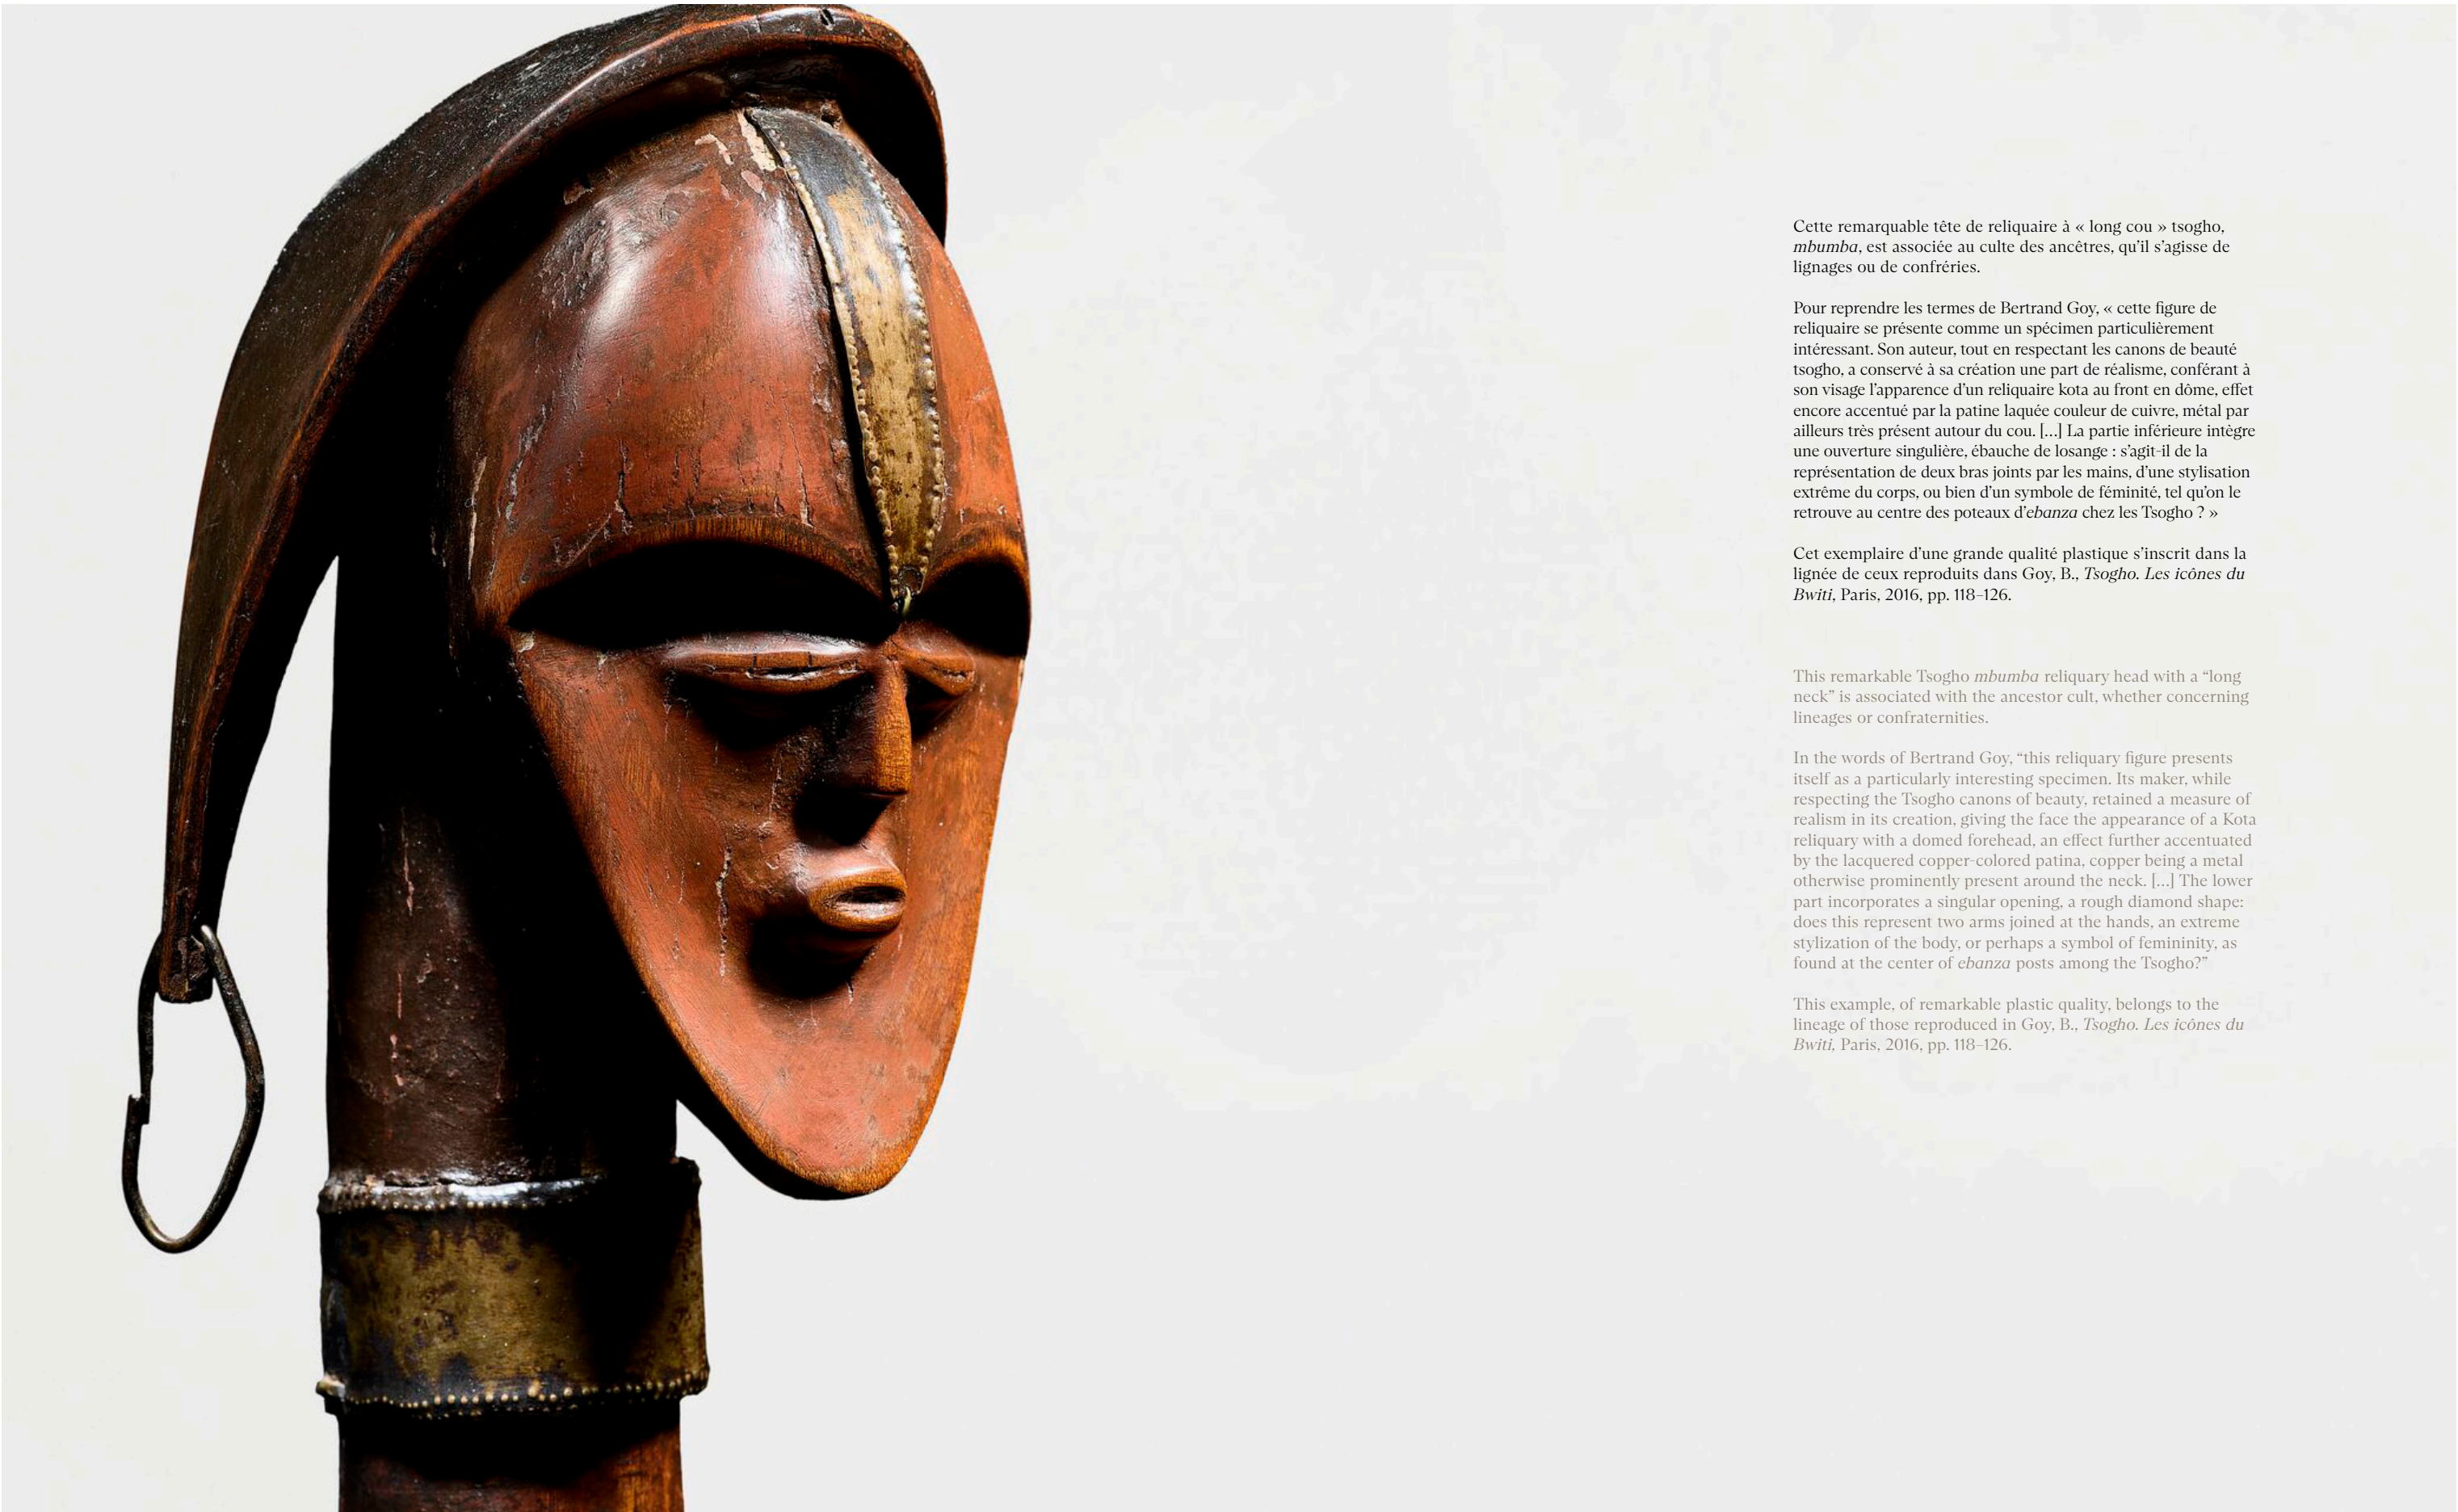 Cette remarquable tête de reliquaire à « long cou » tsogho,
mbumba, est associée au culte des ancêtres, qu’il s’agisse de
lignages ou de confréries.
Pour reprendre les termes de Bertrand Goy, « cette figure de
reliquaire se présente comme un spécimen particulièrement
intéressant. Son auteur, tout en respectant les canons de beauté
tsogho, a conservé à sa création une part de réalisme, conférant à
son visage l’apparence d’un reliquaire kota au front en dôme, effet
encore accentué par la patine laquée couleur de cuivre, métal par
ailleurs très présent autour du cou. [...] La partie inférieure intègre
une ouverture singulière, ébauche de losange : s’agit-il de la
représentation de deux bras joints par les mains, d’une stylisation
extrême du corps, ou bien d’un symbole de féminité, tel qu’on le
retrouve au centre des poteaux d’ebanza chez les Tsogho ? »
Cet exemplaire d’une grande qualité plastique s’inscrit dans la
lignée de ceux reproduits dans Goy, B., Tsogho. Les icônes du
Bwiti, Paris, 2016, pp. 118–126.
This remarkable Tsogho mbumba reliquary head with a “long
neck” is associated with the ancestor cult, whether concerning
lineages or confraternities.
In the words of Bertrand Goy, “this reliquary figure presents
itself as a particularly interesting specimen. Its maker, while
respecting the Tsogho canons of beauty, retained a measure of
realism in its creation, giving the face the appearance of a Kota
reliquary with a domed forehead, an effect further accentuated
by the lacquered copper-colored patina, copper being a metal
otherwise prominently present around the neck. [...] The lower
part incorporates a singular opening, a rough diamond shape:
does this represent two arms joined at the hands, an extreme
stylization of the body, or perhaps a symbol of femininity, as
found at the center of ebanza posts among the Tsogho?”
This example, of remarkable plastic quality, belongs to the
lineage of those reproduced in Goy, B., Tsogho. Les icônes du
Bwiti, Paris, 2016, pp. 118–126.